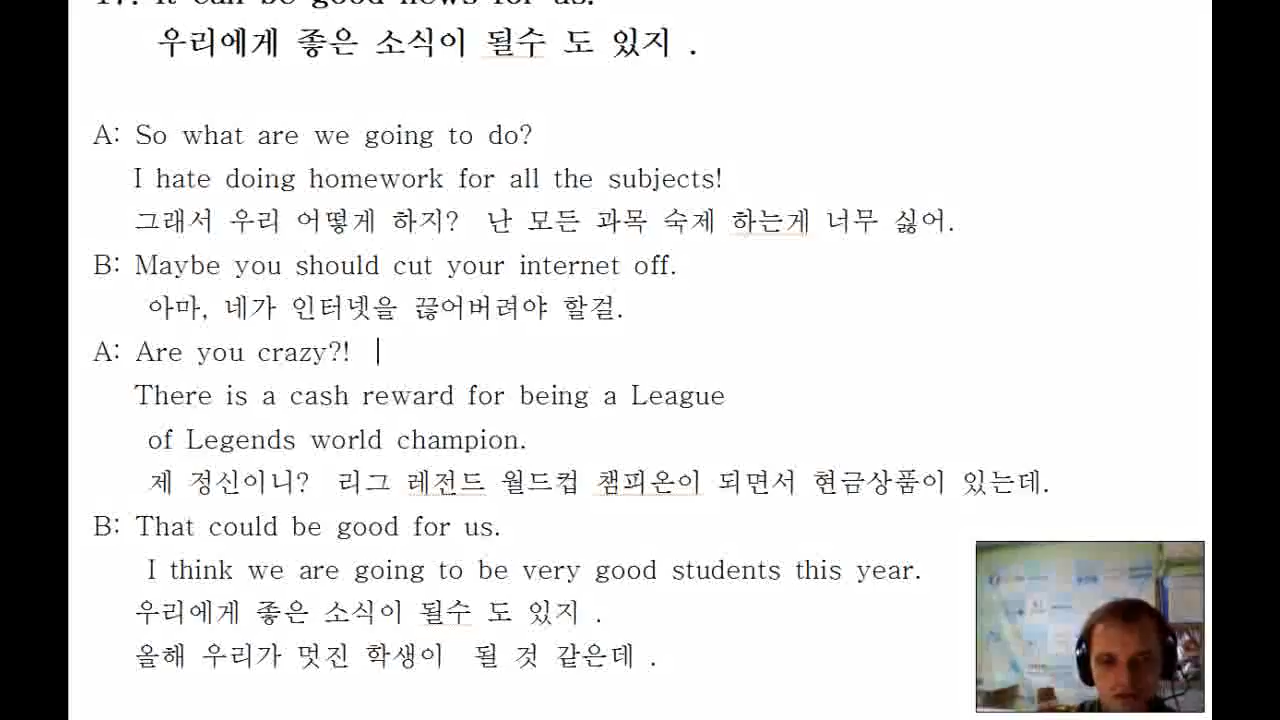 17. It can be good news for us.
우리에게 좋은 소식이 될수 도 있지 .
A: So what are we going to do?
I hate doing homework for all the subjects!
그래서 우리 어떻게 하지? 난 모든 과목 숙제 하는게 너무 싫어.
B: Maybe you should cut your internet off.
아마, 네가 인터넷을 끊어버려야 할걸.
A: Are you crazy?!
There is a cash reward for being a League
of Legends world champion.
제 정신이니? 리그 레전드 월드컵 챔피온이 되면서 현금상품이 있는데.
B: That could be good for us.
I think we are going to be very good students this year.
우리에게 좋은 소식이 될수 도 있지 .
올해 우리가 멋진 학생이 될 것 같은데 .